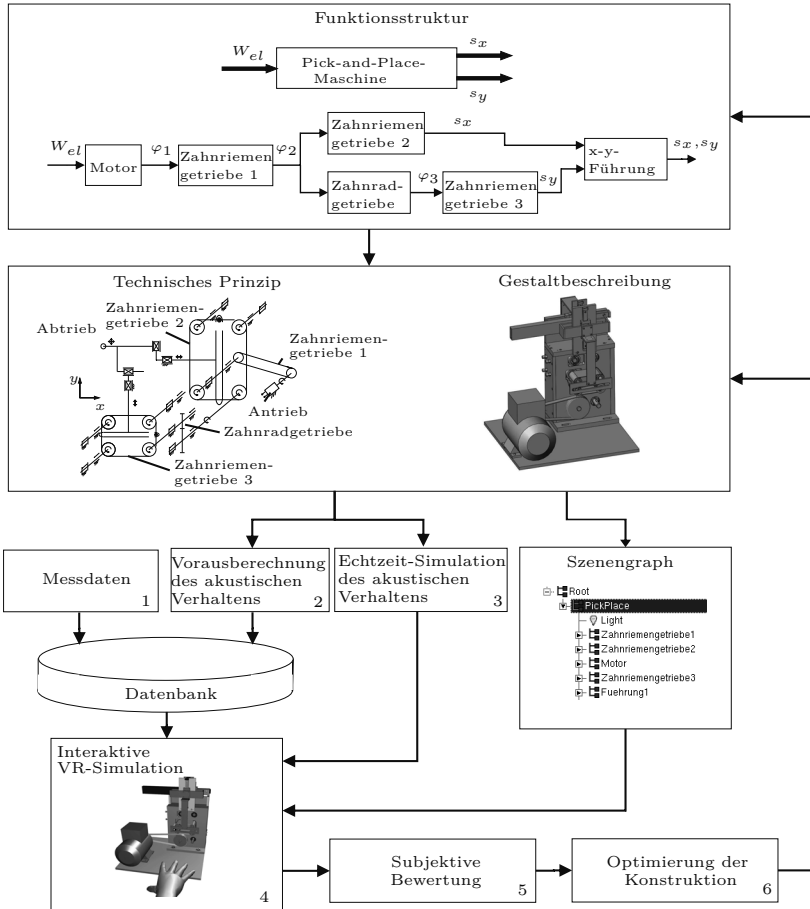 Funktionsstruktur
W_el
Pick-and-Place-
Maschine
s_x
s_y
W_el
Motor
φ_1
Zahnriemen
getriebe 1
φ_2
Zahnriemen
getriebe 2
s_x
Zahnrad-
getriebe
φ_3
Zahnriemen
getriebe 3
s_y
x-y-
Führung
s_x,s_y
Technisches Prinzip
Zahnriemen-
getriebe 2
Abtrieb
Zahnriemen-
getriebe 1
y
x
Antrieb
Zahnradgetriebe
Zahnriemen-
getriebe 3
Gestaltbeschreibung
Messdaten
1
Vorausberechnung
des akustischen
Verhaltens
2
Echtzeit-Simulation
des akustischen
Verhaltens
3
Szenengraph
Root
PickPlace
Light
Zahnriemengetriebe1
Zahnriemengetriebe2
Motor
Zahnriemengetriebe3
Fuehrung1
Datenbank
Interaktive
VR-Simulation
4
Subjektive
Bewertung
5
Optimierung der
Konstruktion
6